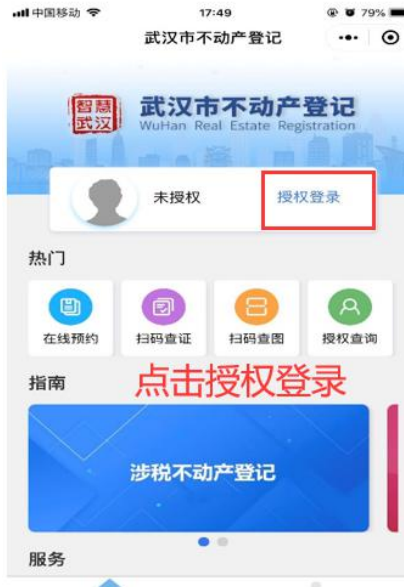 中国移动 17:49 79%
武汉市不动产登记
智慧武汉
武汉市不动产登记
WuHan Real Estate Registration
未授权 授权登录
热门
在线预约 扫码查证 扫码查图 授权查询
点击授权登录
指南
涉税不动产登记
服务